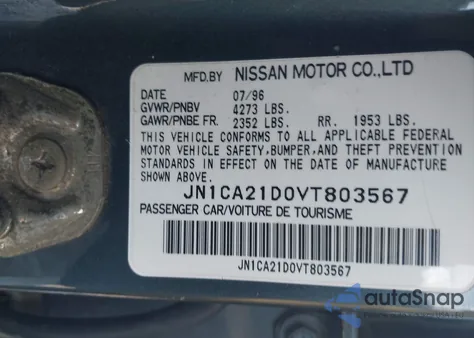 MFD.BY NISSAN MOTOR CO.,LTD
DATE 07/96
GVWR/PNBV 4273 LBS.
GAWR/PNBE FR. 2352 LBS. RR. 1953 LBS.
THIS VEHICLE CONFORMS TO ALL APPLICABLE FEDERAL
MOTOR VEHICLE SAFETY,BUMPER,AND THEFT PREVENTION
STANDARDS IN EFFECT ON THE DATE OF MANUFACTURE
SHOWN ABOVE.
JN1CA21D0VT803567
PASSENGER CAR/VOITURE DE TOURISME
JN1CA21D0VT803567
autoSnap